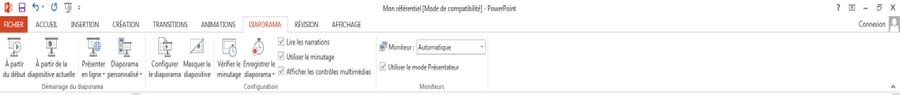 Mon référentiel [Mode de compatibilité] - PowerPoint
?
FICHIER ACCUEIL INSERTION CRÉATION TRANSITIONS ANIMATIONS DIAPORAMA RÉVISION AFFICHAGE Connexion
À partir du début
À partir de la diapositive actuelle
Présenter en ligne
Diaporama personnalisé
Configurer le diaporama
Masquer la diapositive
Vérifier le minutage
Enregistrer le diaporama
Lire les narrations
Utiliser le minutage
Afficher les contrôles multimédias
Moniteur : Automatique
Utiliser le mode Présentateur
Démarrage du diaporama
Configuration
Moniteurs